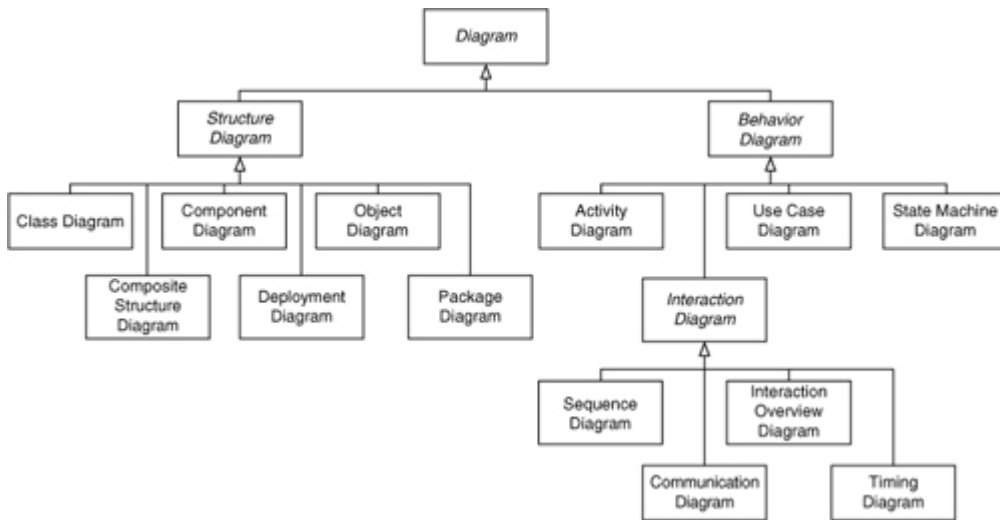 Diagram
Structure
Diagram
Behavior
Diagram
Class Diagram
Component
Diagram
Object
Diagram
Activity
Diagram
Use Case
Diagram
State Machine
Diagram
Composite
Structure
Diagram
Deployment
Diagram
Package
Diagram
Interaction
Diagram
Sequence
Diagram
Interaction
Overview
Diagram
Communication
Diagram
Timing
Diagram